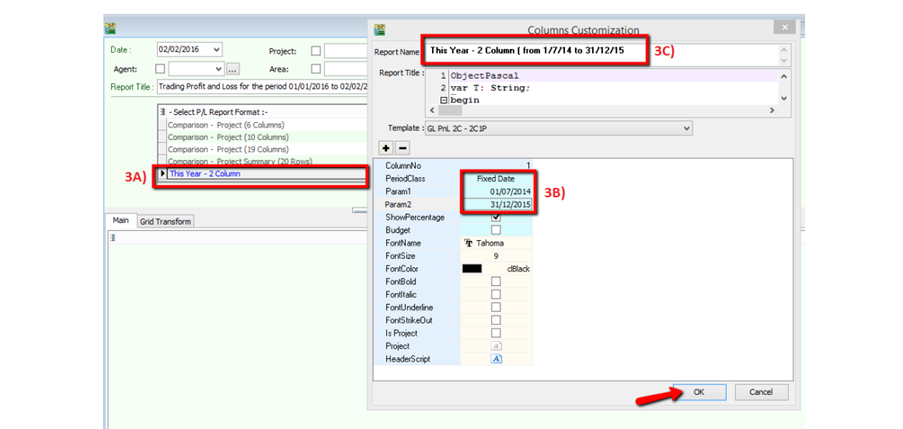 Date :
02/02/2016
Project:
Agent:
...
Area:
Report Title :
Trading Profit and Loss for the period 01/01/2016 to 02/02/2
- Select P/L Report Format :-
Comparison - Project (6 Columns)
Comparison - Project (10 Columns)
Comparison - Project (19 Columns)
Comparison - Project Summary (20 Rows)
3A)
This Year - 2 Column
Main
Grid Transform
Columns Customization
Report Name
This Year - 2 Column ( from 1/7/14 to 31/12/15
3C)
Report Title :
1 ObjectPascal
2 var T: String;
begin
Template :
GL PnL 2C - 2C1P
ColumnNo
1
PeriodClass
Fixed Date
Param1
01/07/2014
3B)
Param2
31/12/2015
ShowPercentage
Budget
FontName
Tahoma
FontSize
9
FontColor
clBlack
FontBold
FontItalic
FontUnderline
FontStrikeOut
Is Project
Project
HeaderScript
OK
Cancel